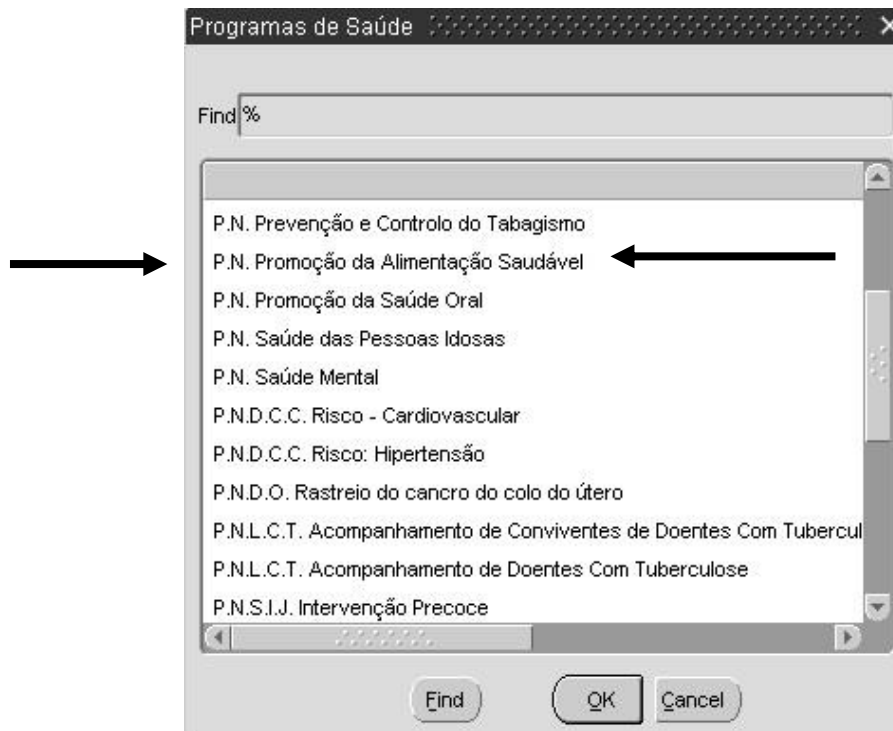 Programas de Saúde
Find %
P.N. Prevenção e Controlo do Tabagismo
P.N. Promoção da Alimentação Saudável
P.N. Promoção da Saúde Oral
P.N. Saúde das Pessoas Idosas
P.N. Saúde Mental
P.N.D.C.C. Risco - Cardiovascular
P.N.D.C.C. Risco: Hipertensão
P.N.D.O. Rastreio do cancro do colo do útero
P.N.L.C.T. Acompanhamento de Conviventes de Doentes Com Tubercul
P.N.L.C.T. Acompanhamento de Doentes Com Tuberculose
P.N.S.I.J. Intervenção Precoce
Find OK Cancel